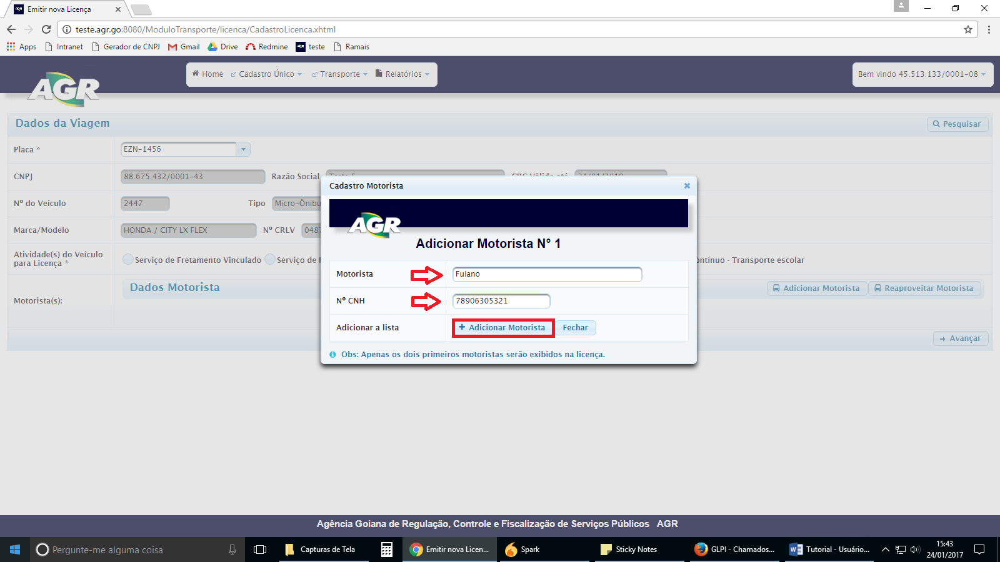 Emitir nova Licença
teste.agr.go:8080/ModuloTransporte/licenca/CadastroLicenca.xhtml
Apps Intranet Gerador de CNPJ Gmail Drive Redmine teste Ramais
AGR
Home Cadastro Único Transporte Relatórios
Bem vindo 45.513.133/0001-08
Dados da Viagem
Pesquisar
Placa *
EZN-1456
CNPJ
88.675.432/0001-43
Razão Social
Nº do Veículo
2447
Tipo
Micro-Ônibu
Marca/Modelo
HONDA / CITY LX FLEX
Nº CRLV
048
Atividade(s) do Veículo
para Licença *
Serviço de Fretamento Vinculado
Serviço de
ontínuo - Transporte escolar
Motorista(s):
Dados Motorista
Adicionar Motorista
Reaproveitar Motorista
Avançar
Cadastro Motorista
AGR
Adicionar Motorista N° 1
Motorista
Fulano
Nº CNH
78906305321
Adicionar a lista
Adicionar Motorista
Fechar
Obs: Apenas os dois primeiros motoristas serão exibidos na licença.
Agência Goiana de Regulação, Controle e Fiscalização de Serviços Públicos AGR
Pergunte-me alguma coisa
Capturas de Tela
Emitir nova Licen...
Spark
Sticky Notes
GLPI - Chamados...
Tutorial - Usuário...
15:43
24/01/2017